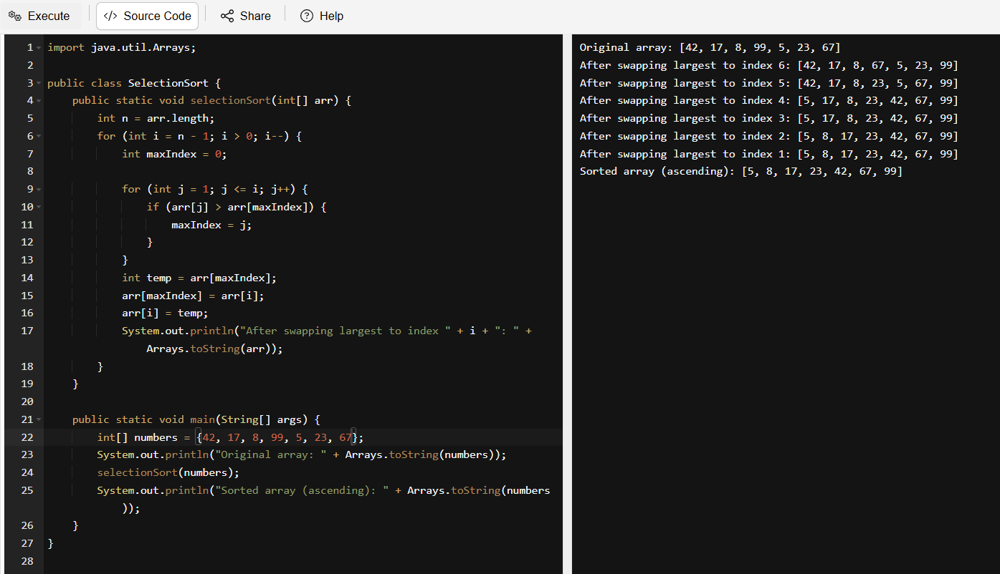 Execute
</> Source Code
Share
Help
1 import java.util.Arrays;
2
3 public class SelectionSort {
4     public static void selectionSort(int[] arr) {
5         int n = arr.length;
6         for (int i = n - 1; i > 0; i--) {
7             int maxIndex = 0;
8
9             for (int j = 1; j <= i; j++) {
10                 if (arr[j] > arr[maxIndex]) {
11                     maxIndex = j;
12                 }
13             }
14             int temp = arr[maxIndex];
15             arr[maxIndex] = arr[i];
16             arr[i] = temp;
17             System.out.println("After swapping largest to index " + i + ": " +
                Arrays.toString(arr));
18         }
19     }
20
21     public static void main(String[] args) {
22         int[] numbers = {42, 17, 8, 99, 5, 23, 67};
23         System.out.println("Original array: " + Arrays.toString(numbers));
24         selectionSort(numbers);
25         System.out.println("Sorted array (ascending): " + Arrays.toString(numbers
            ));
26     }
27 }
28
Original array: [42, 17, 8, 99, 5, 23, 67]
After swapping largest to index 6: [42, 17, 8, 67, 5, 23, 99]
After swapping largest to index 5: [42, 17, 8, 23, 5, 67, 99]
After swapping largest to index 4: [5, 17, 8, 23, 42, 67, 99]
After swapping largest to index 3: [5, 17, 8, 23, 42, 67, 99]
After swapping largest to index 2: [5, 8, 17, 23, 42, 67, 99]
After swapping largest to index 1: [5, 8, 17, 23, 42, 67, 99]
Sorted array (ascending): [5, 8, 17, 23, 42, 67, 99]